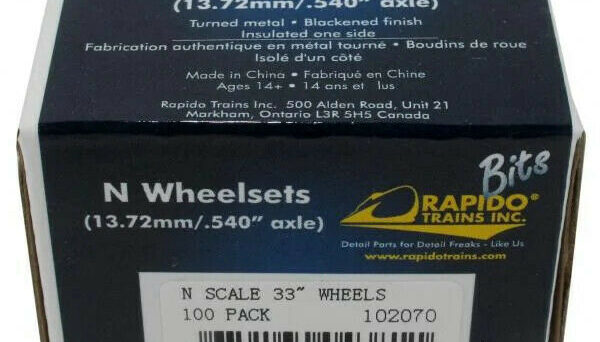 (13.72mm/.540" axle)
Turned metal • Blackened finish
Insulated one side
Fabrication authentique en métal tourné • Boudins de roue
Isolé d'un côté
Made in China • Fabriqué en Chine
Ages 14+ • 14 ans et lus
Rapido Trains Inc. 500 Alden Road, Unit 21
Markham, Ontario L3R 5H5 Canada
N Wheelsets
(13.72mm/.540" axle)
Bits
RAPIDO®
TRAINS INC.
Detail Parts for Detail Freaks - Like Us
www.rapidotrains.com
N SCALE 33" WHEELS
100 PACK 102070